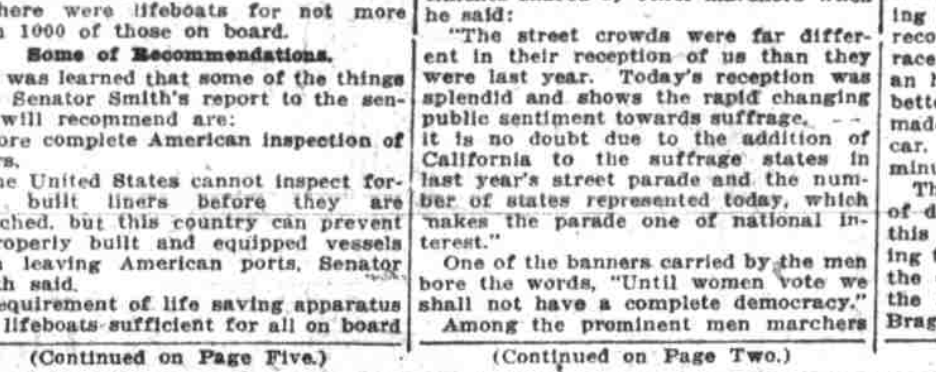 here were lifeboats for not more
1000 of those on board.
Some of Recommendations.
was learned that some of the things
Senator Smith's report to the sen-
will recommend are:
ore complete American inspection of
rs.
he United States cannot inspect for-
built liners before they are
ched, but this country can prevent
roperly built and equipped vessels
leaving American ports, Senator
th said.
equirement of life saving apparatus
lifeboats sufficient for all on board
(Continued on Page Five.)
he said:
"The street crowds were far differ-
ent in their reception of us than they
were last year. Today's reception was
splendid and shows the rapid changing
public sentiment towards suffrage.
it is no doubt due to the addition of
California to the suffrage states in
last year's street parade and the num-
ber of states represented today, which
makes the parade one of national in-
terest."
One of the banners carried by the men
bore the words, "Until women vote we
shall not have a complete democracy."
Among the prominent men marchers
(Continued on Page Two.)
ing
reco
race
an
bette
made
car.
minu
Th
of d
this
ing
the
the
Brag